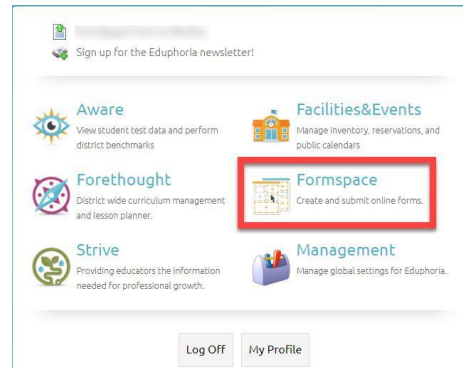 Sign up for the Eduphoria newsletter!
Aware
View student test data and perform
district benchmarks
Facilities&Events
Manage inventory, reservations, and
public calendars
Forethought
District wide curriculum management
and lesson planner.
Formspace
Create and submit online forms.
Strive
Providing educators the information
needed for professional growth.
Management
Manage global settings for Eduphoria.
Log Off
My Profile